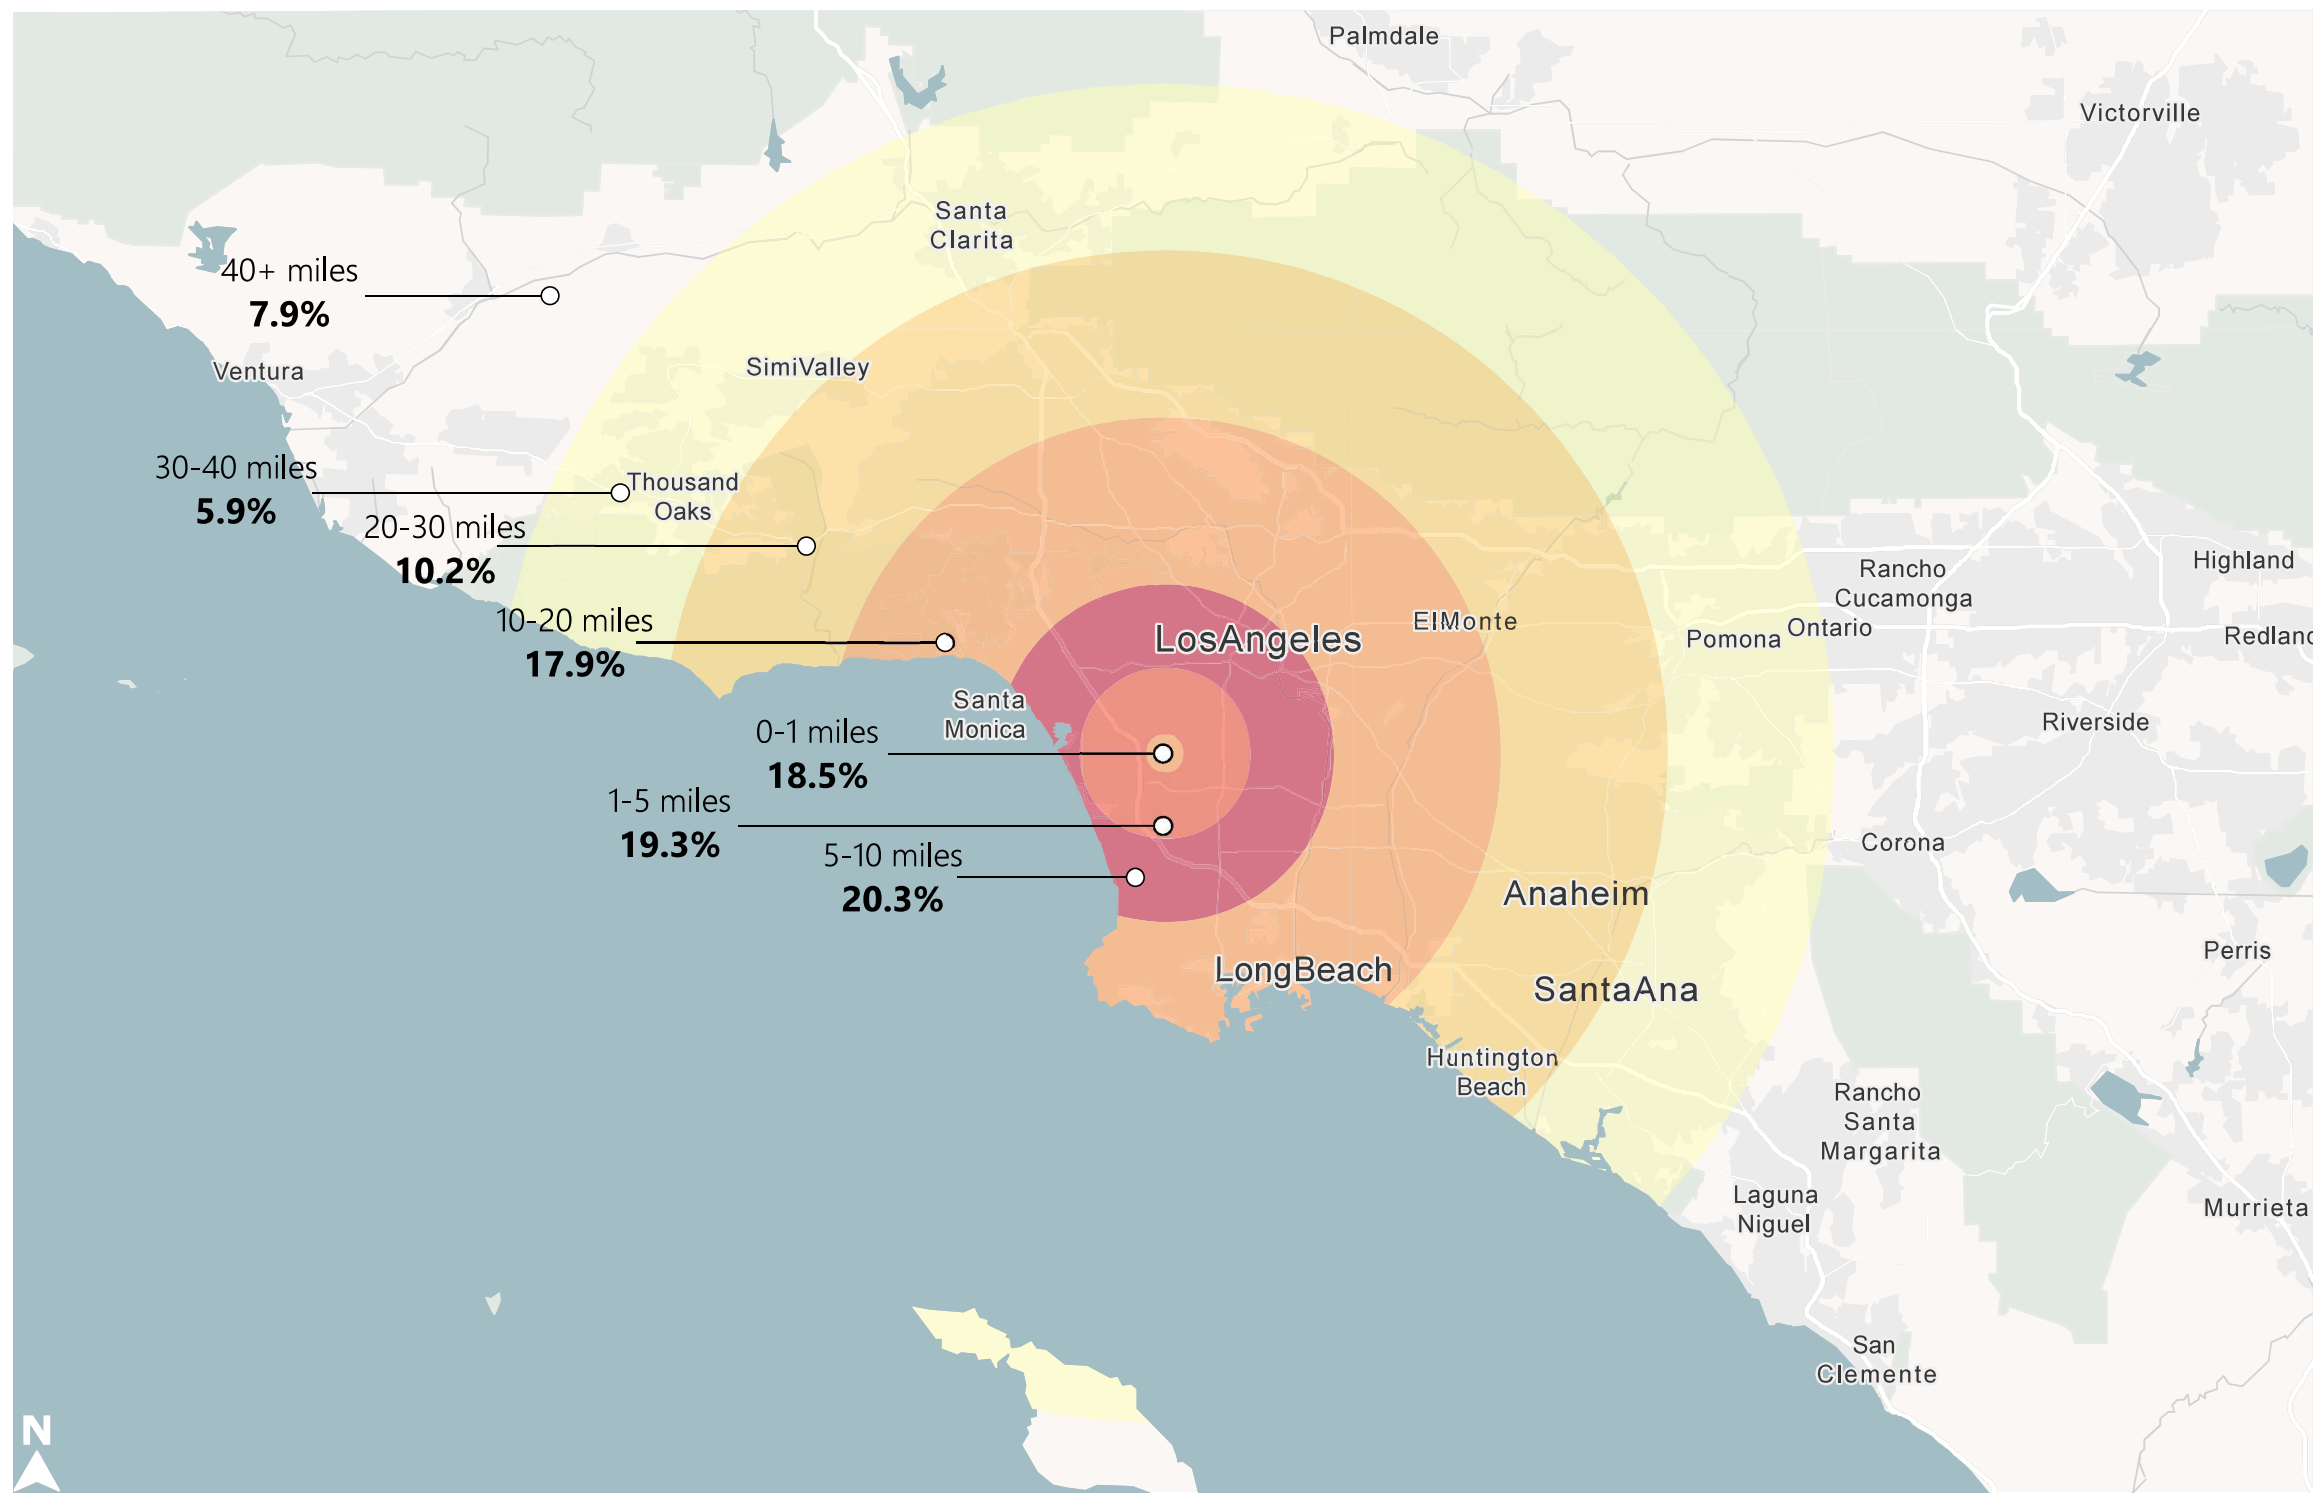 Palmdale
Victorville
Santa
Clarita
40+ miles
7.9%
SimiValley
Ventura
30-40 miles
5.9%
Thousand
Oaks
20-30 miles
10.2%
Highland
Rancho
Cucamonga
10-20 miles
17.9%
LosAngeles
ElMonte
Pomona
Ontario
Redlanc
Santa
Monica
Riverside
0-1 miles
18.5%
1-5 miles
19.3%
5-10 miles
20.3%
Corona
Anaheim
Perris
LongBeach
SantaAna
Huntington
Beach
Rancho
Santa
Margarita
Laguna
Niguel
Murrieta
San
Clemente
N